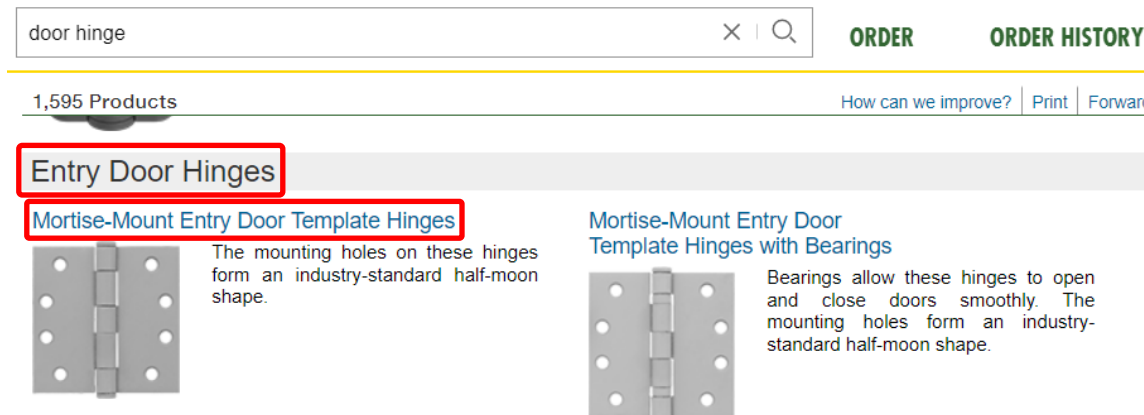 door hinge
ORDER
ORDER HISTORY
1,595 Products
How can we improve?
Print
Forward
Entry Door Hinges
Mortise-Mount Entry Door Template Hinges
The mounting holes on these hinges
form an industry-standard half-moon
shape.
Mortise-Mount Entry Door
Template Hinges with Bearings
Bearings allow these hinges to open
and close doors smoothly. The
mounting holes form an industry-
standard half-moon shape.